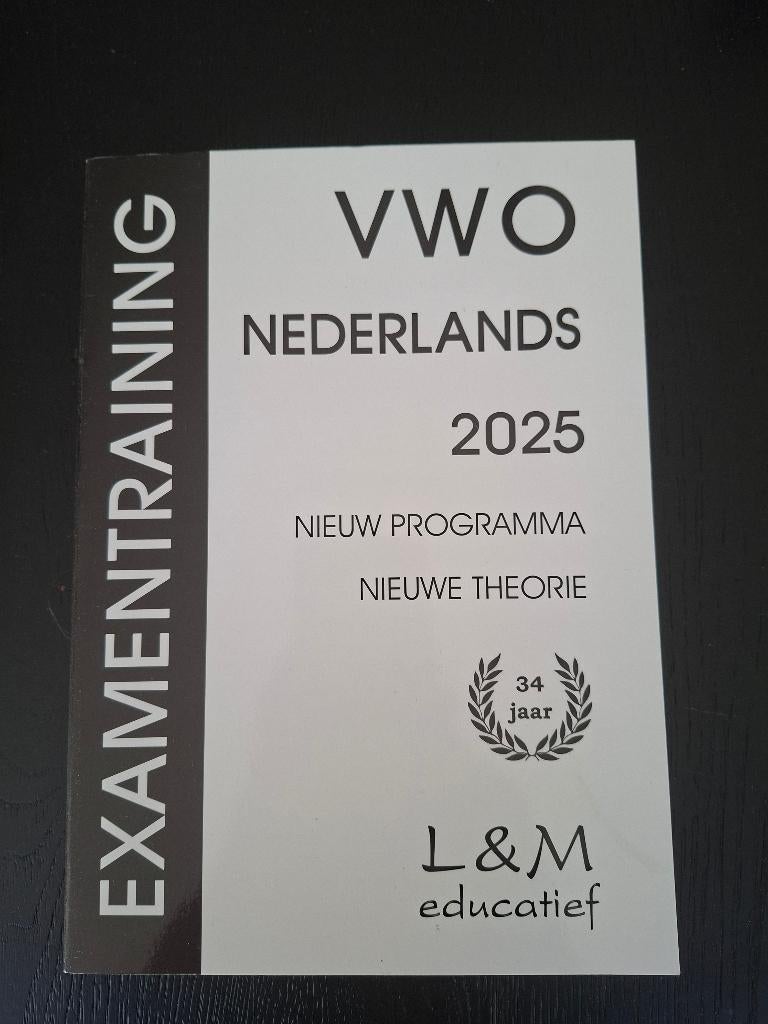 EXAMENTRAINING
VWO
NEDERLANDS
2025
NIEUW PROGRAMMA
NIEUWE THEORIE
34
jaar
L&M
educatief